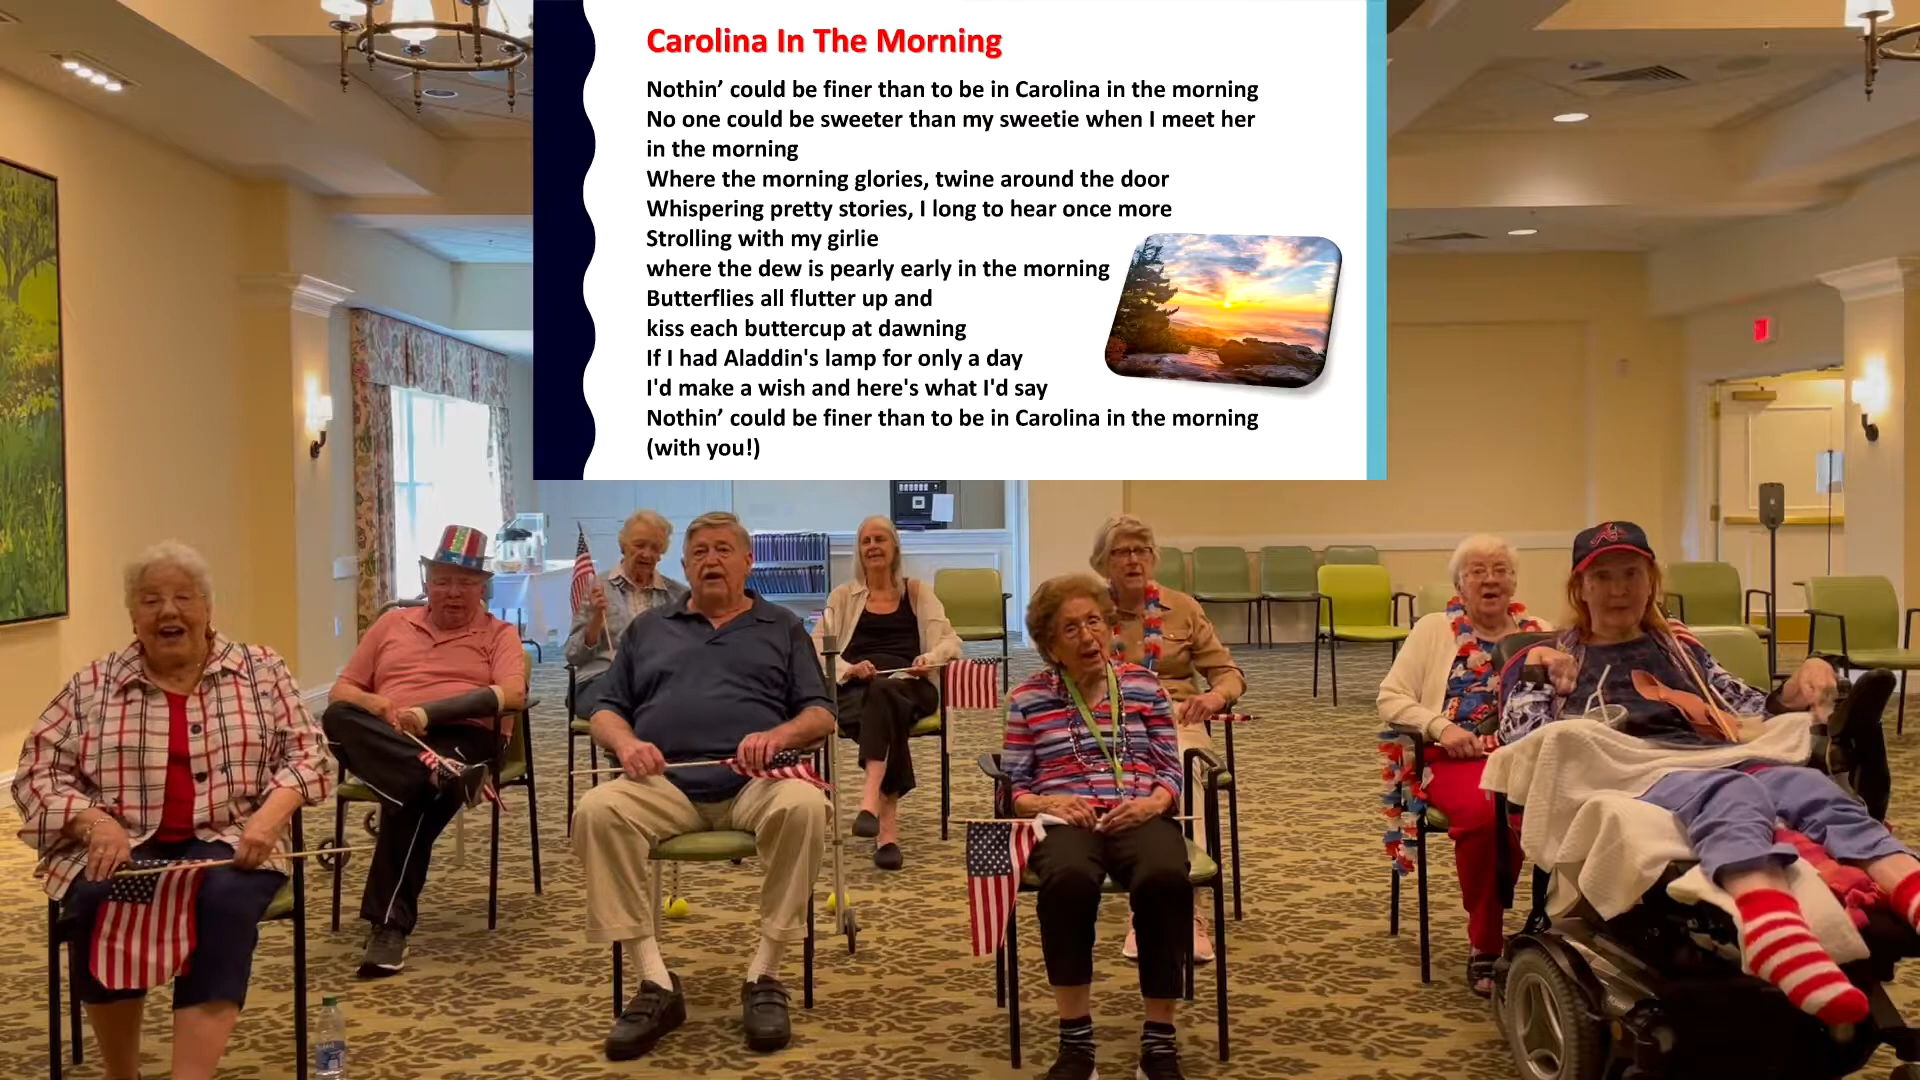 Carolina In The Morning
Nothin’ could be finer than to be in Carolina in the morning
No one could be sweeter than my sweetie when I meet her
in the morning
Where the morning glories, twine around the door
Whispering pretty stories, I long to hear once more
Strolling with my girlie
where the dew is pearly early in the morning
Butterflies all flutter up and
kiss each buttercup at dawning
If I had Aladdin's lamp for only a day
I'd make a wish and here's what I'd say
Nothin’ could be finer than to be in Carolina in the morning
(with you!)